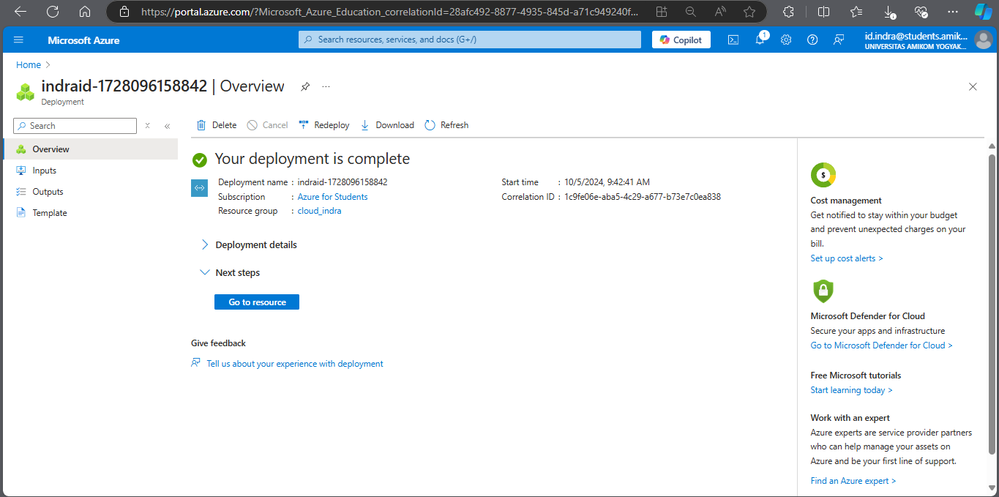 https://portal.azure.com/?Microsoft_Azure_Education_correlationId=28afc492-8877-4935-845d-a71c949240f...
Microsoft Azure
Search resources, services, and docs (G+/)
Copilot
1
id.indra@students.amik...
UNIVERSITAS AMIKOM YOGYAK...
Home
indraid-1728096158842 | Overview
...
Deployment
Search
Delete
Cancel
Redeploy
Download
Refresh
Overview
Inputs
Outputs
Template
Your deployment is complete
Deployment name : indraid-1728096158842
Subscription : Azure for Students
Resource group : cloud_indra
Start time : 10/5/2024, 9:42:41 AM
Correlation ID : 1c9fe06e-aba5-4c29-a677-b73e7c0ea838
Deployment details
Next steps
Go to resource
Give feedback
Tell us about your experience with deployment
$
Cost management
Get notified to stay within your budget
and prevent unexpected charges on your
bill.
Set up cost alerts >
Microsoft Defender for Cloud
Secure your apps and infrastructure
Go to Microsoft Defender for Cloud >
Free Microsoft tutorials
Start learning today >
Work with an expert
Azure experts are service provider partners
who can help manage your assets on
Azure and be your first line of support.
Find an Azure expert >